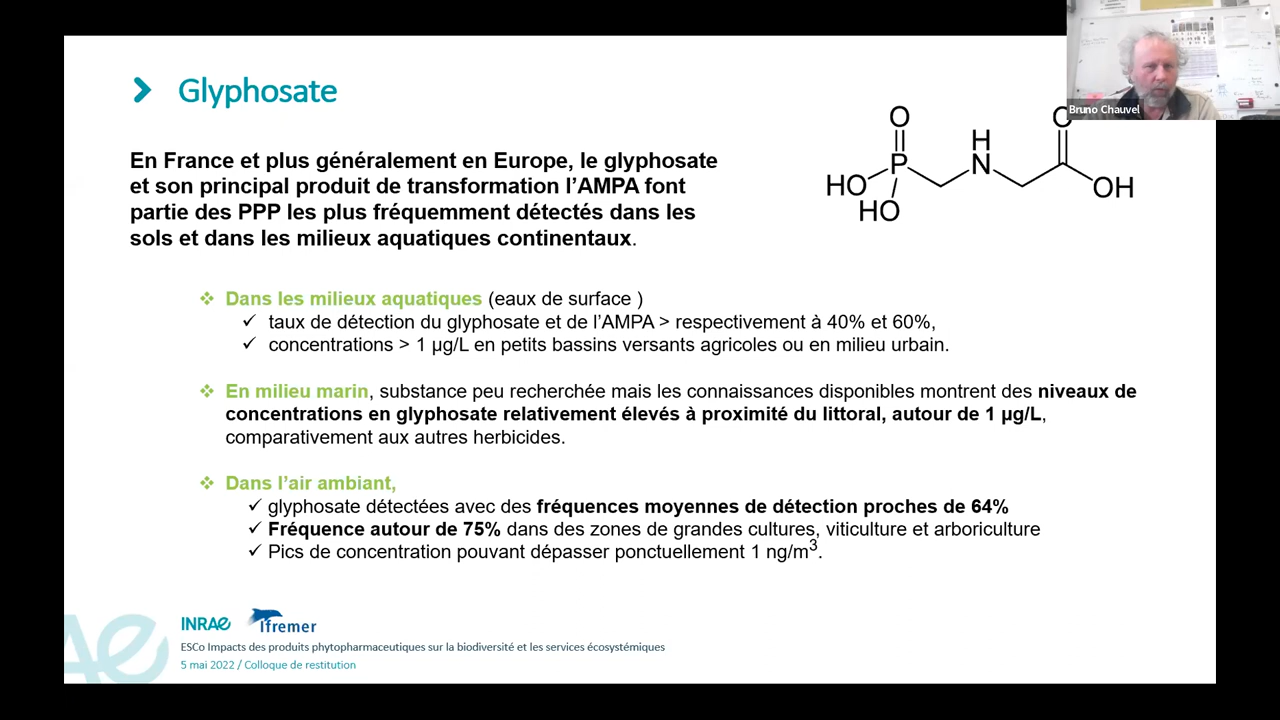 Glyphosate
Bruno Chauvel
En France et plus généralement en Europe, le glyphosate
et son principal produit de transformation l'AMPA font
partie des PPP les plus fréquemment détectés dans les
sols et dans les milieux aquatiques continentaux.
O
O
H
P
N
HO
OH
HO
Dans les milieux aquatiques (eaux de surface )
taux de détection du glyphosate et de l'AMPA > respectivement à 40% et 60%,
concentrations > 1 µg/L en petits bassins versants agricoles ou en milieu urbain.
En milieu marin, substance peu recherchée mais les connaissances disponibles montrent des niveaux de
concentrations en glyphosate relativement élevés à proximité du littoral, autour de 1 µg/L,
comparativement aux autres herbicides.
Dans l'air ambiant,
glyphosate détectées avec des fréquences moyennes de détection proches de 64%
Fréquence autour de 75% dans des zones de grandes cultures, viticulture et arboriculture
Pics de concentration pouvant dépasser ponctuellement 1 ng/m³.
INRAE
Ifremer
ESCo Impacts des produits phytopharmaceutiques sur la biodiversité et les services écosystémiques
5 mai 2022 / Colloque de restitution